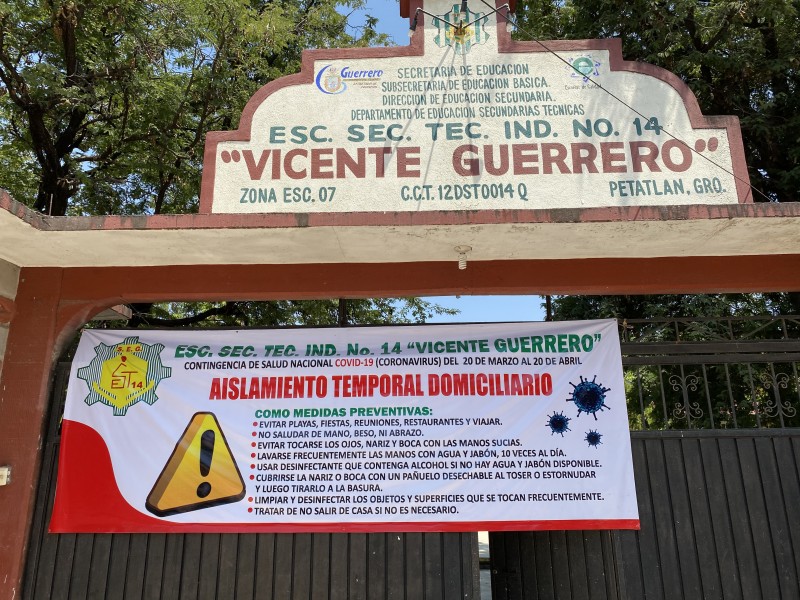 Guerrero
SECRETARÍA DE EDUCACION
SUBSECRETARIA DE EDUCACION BASICA.
DIRECCION DE EDUCACION SECUNDARIA.
DEPARTAMENTO DE EDUCACION SECUNDARIAS TECNICAS
ESC. SEC. TEC. IND. NO. 14
"VICENTE GUERRERO"
ZONA ESC. 07 C.C.T. 12DST0014Q PETATLAN, GRO.
S.E.G.
EST 14
ESC. SEC. TEC. IND. No. 14 "VICENTE GUERRERO"
CONTINGENCIA DE SALUD NACIONAL COVID-19 (CORONAVIRUS) DEL 20 DE MARZO AL 20 DE ABRIL
AISLAMIENTO TEMPORAL DOMICILIARIO
COMO MEDIDAS PREVENTIVAS:
• EVITAR PLAYAS, FIESTAS, REUNIONES, RESTAURANTES Y VIAJAR.
• NO SALUDAR DE MANO, BESO, NI ABRAZO.
• EVITAR TOCARSE LOS OJOS, NARIZ Y BOCA CON LAS MANOS SUCIAS.
• LAVARSE FRECUENTEMENTE LAS MANOS CON AGUA Y JABÓN, 10 VECES AL DÍA.
• USAR DESINFECTANTE QUE CONTENGA ALCOHOL SI NO HAY AGUA Y JABÓN DISPONIBLE.
• CUBRIRSE LA NARIZ O BOCA CON UN PAÑUELO DESECHABLE AL TOSER O ESTORNUDAR
Y LUEGO TIRARLO A LA BASURA.
• LIMPIAR Y DESINFECTAR LOS OBJETOS Y SUPERFICIES QUE SE TOCAN FRECUENTEMENTE.
• TRATAR DE NO SALIR DE CASA SI NO ES NECESARIO.